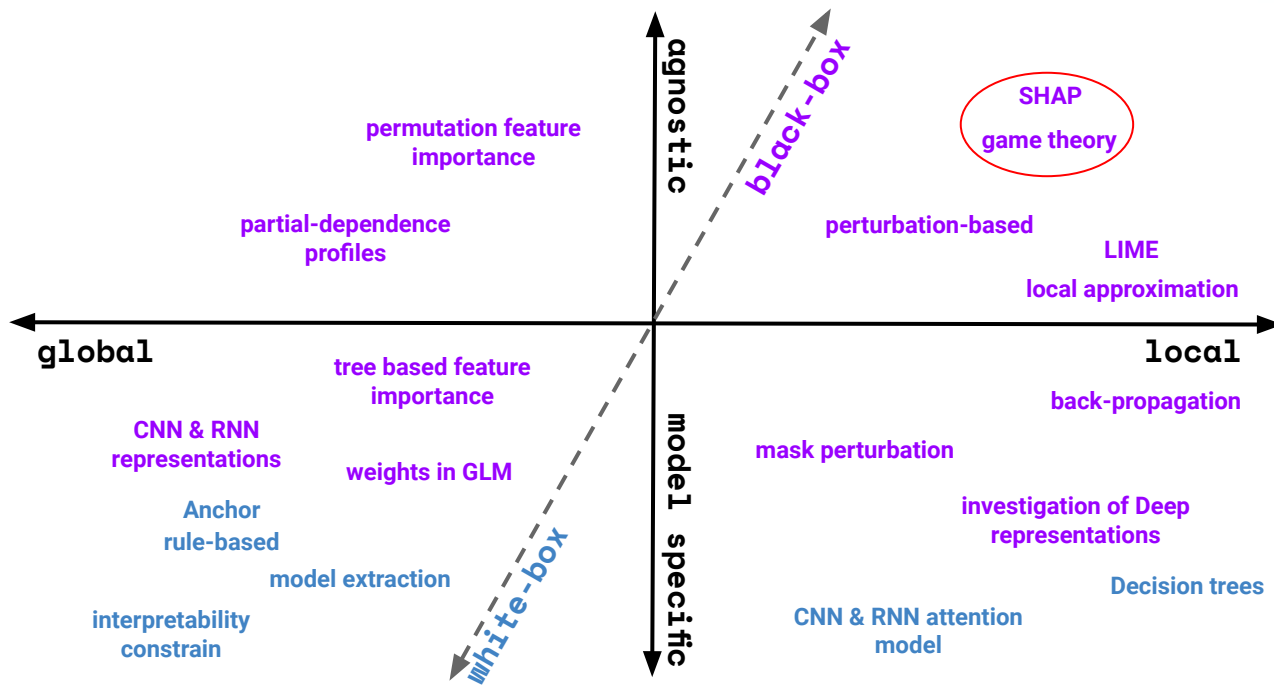 agnostic
black-box
SHAP
game theory
permutation feature
importance
partial-dependence
profiles
perturbation-based
LIME
local approximation
global
local
tree based feature
importance
back-propagation
CNN & RNN
representations
weights in GLM
model specific
mask perturbation
Anchor
rule-based
investigation of Deep
representations
model extraction
white-box
Decision trees
interpretability
constrain
CNN & RNN attention
model